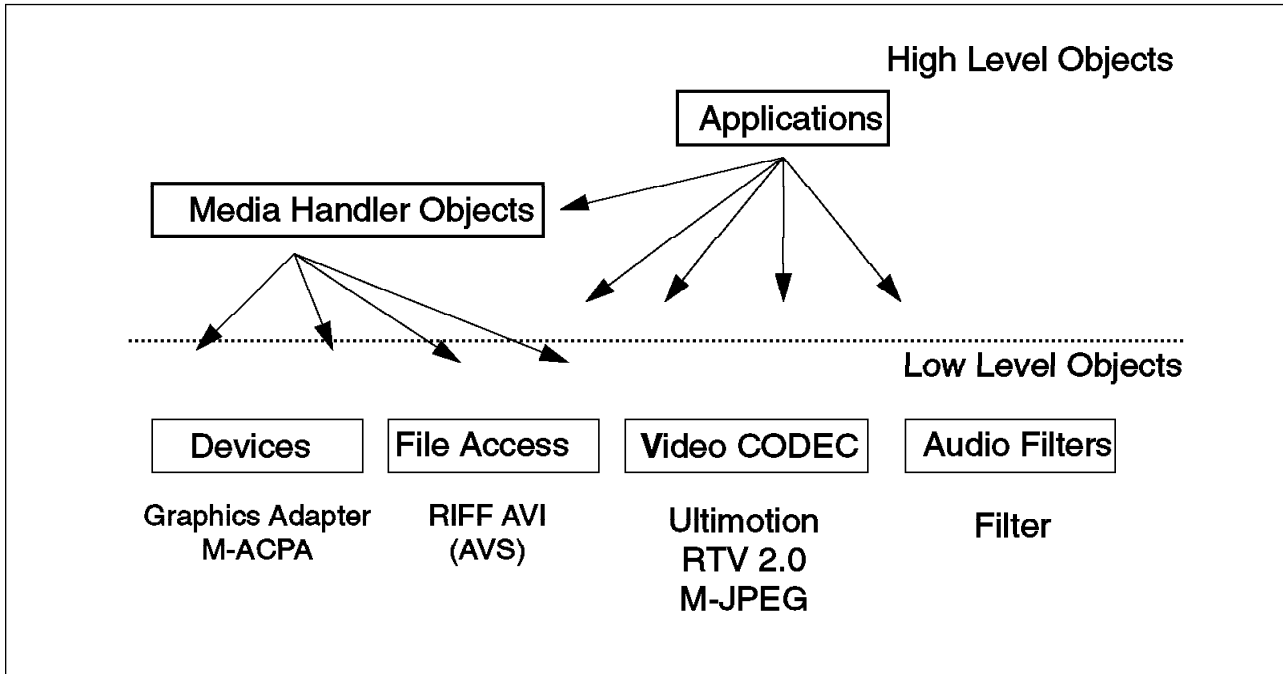 High Level Objects
Applications
Media Handler Objects
Low Level Objects
Devices
File Access
Video CODEC
Audio Filters
Graphics Adapter
M-ACPA
RIFF AVI
(AVS)
Ultimotion
RTV 2.0
M-JPEG
Filter